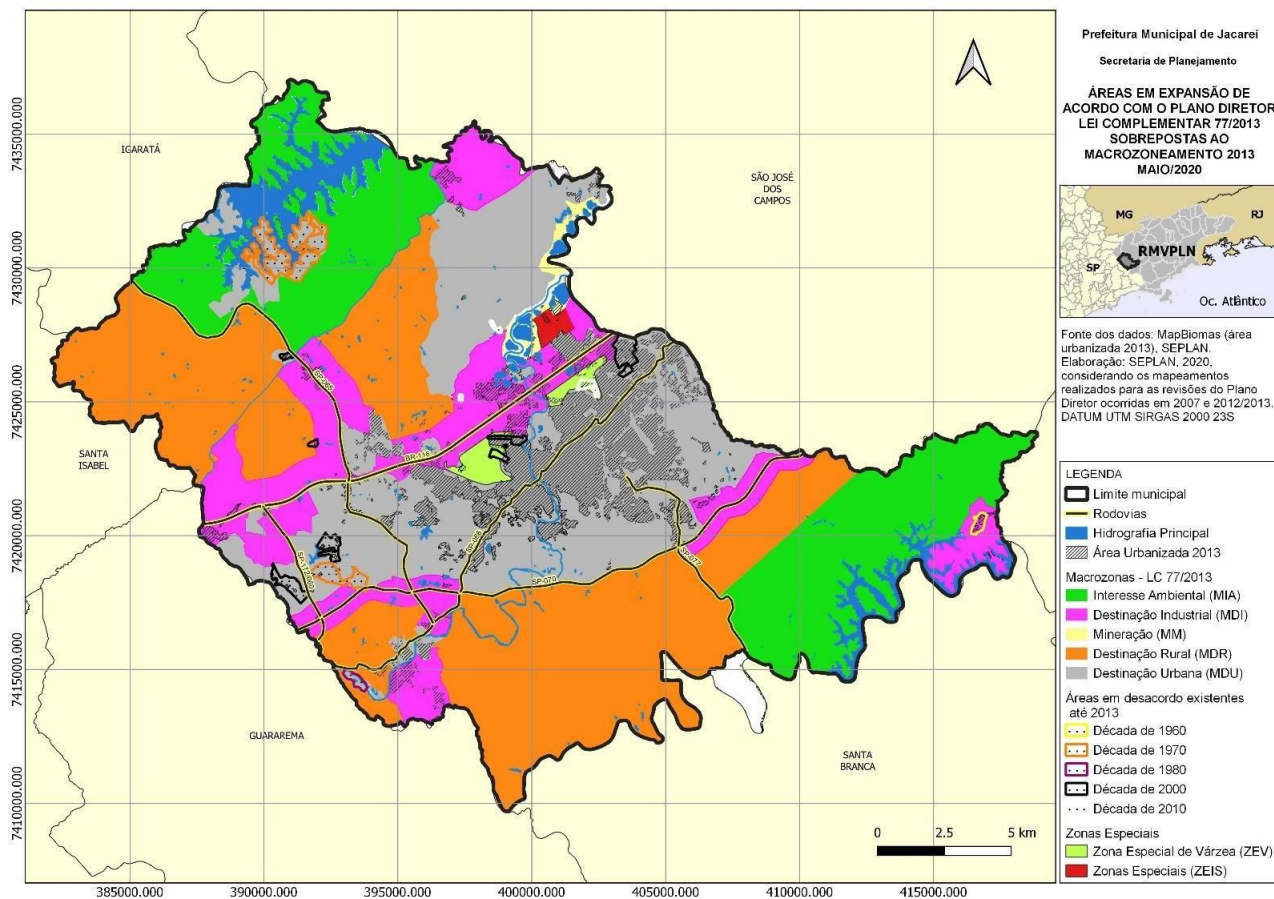 Prefeitura Municipal de Jacareí
Secretaria de Planejamento
ÁREAS EM EXPANSÃO DE
ACORDO COM O PLANO DIRETOR
LEI COMPLEMENTAR 77/2013
SOBREPOSTAS AO
MACROZONEAMENTO 2013
MAIO/2020
MG
RJ
RMVPLN
SP
Oc. Atlântico
Fonte dos dados: MapBiomas (área
urbanizada 2013), SEPLAN.
Elaboração: SEPLAN, 2020,
considerando os mapeamentos
realizados para as revisões do Plano
Diretor ocorridas em 2007 e 2012/2013.
DATUM UTM SIRGAS 2000 23S
LEGENDA
Limite municipal
Rodovias
Hidrografia Principal
Área Urbanizada 2013
Macrozonas - LC 77/2013
Interesse Ambiental (MIA)
Destinação Industrial (MDI)
Mineração (MM)
Destinação Rural (MDR)
Destinação Urbana (MDU)
Áreas em desacordo existentes
até 2013
Década de 1960
Década de 1970
Década de 1980
Década de 2000
Década de 2010
Zonas Especiais
Zona Especial de Várzea (ZEV)
Zonas Especiais (ZEIS)
IGARATÁ
SÃO JOSÉ
DOS
CAMPOS
SANTA
ISABEL
GUARAREMA
SANTA
BRANCA
SP-065
BR-116
SP-066
SP-070
SP-077
0 2.5 5 km
7435000.000
7430000.000
7425000.000
7420000.000
7415000.000
7410000.000
385000.000 390000.000 395000.000 400000.000 405000.000 410000.000 415000.000